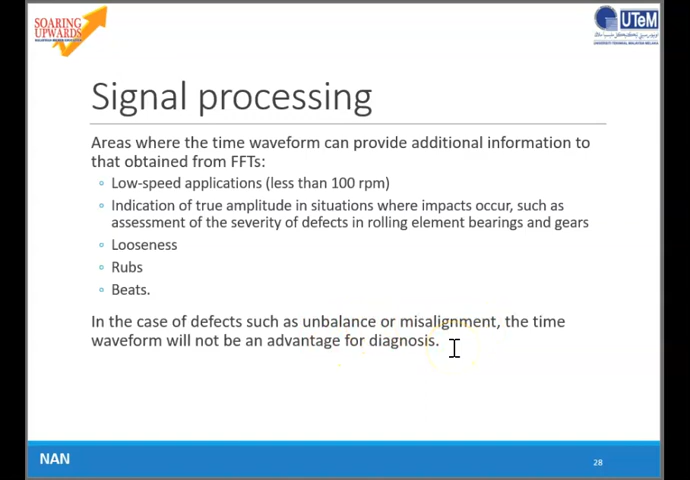 SOARING
UPWARDS
UTeM
Signal processing
Areas where the time waveform can provide additional information to
that obtained from FFTs:
Low-speed applications (less than 100 rpm)
Indication of true amplitude in situations where impacts occur, such as
assessment of the severity of defects in rolling element bearings and gears
Looseness
Rubs
Beats.
In the case of defects such as unbalance or misalignment, the time
waveform will not be an advantage for diagnosis.
NAN
28